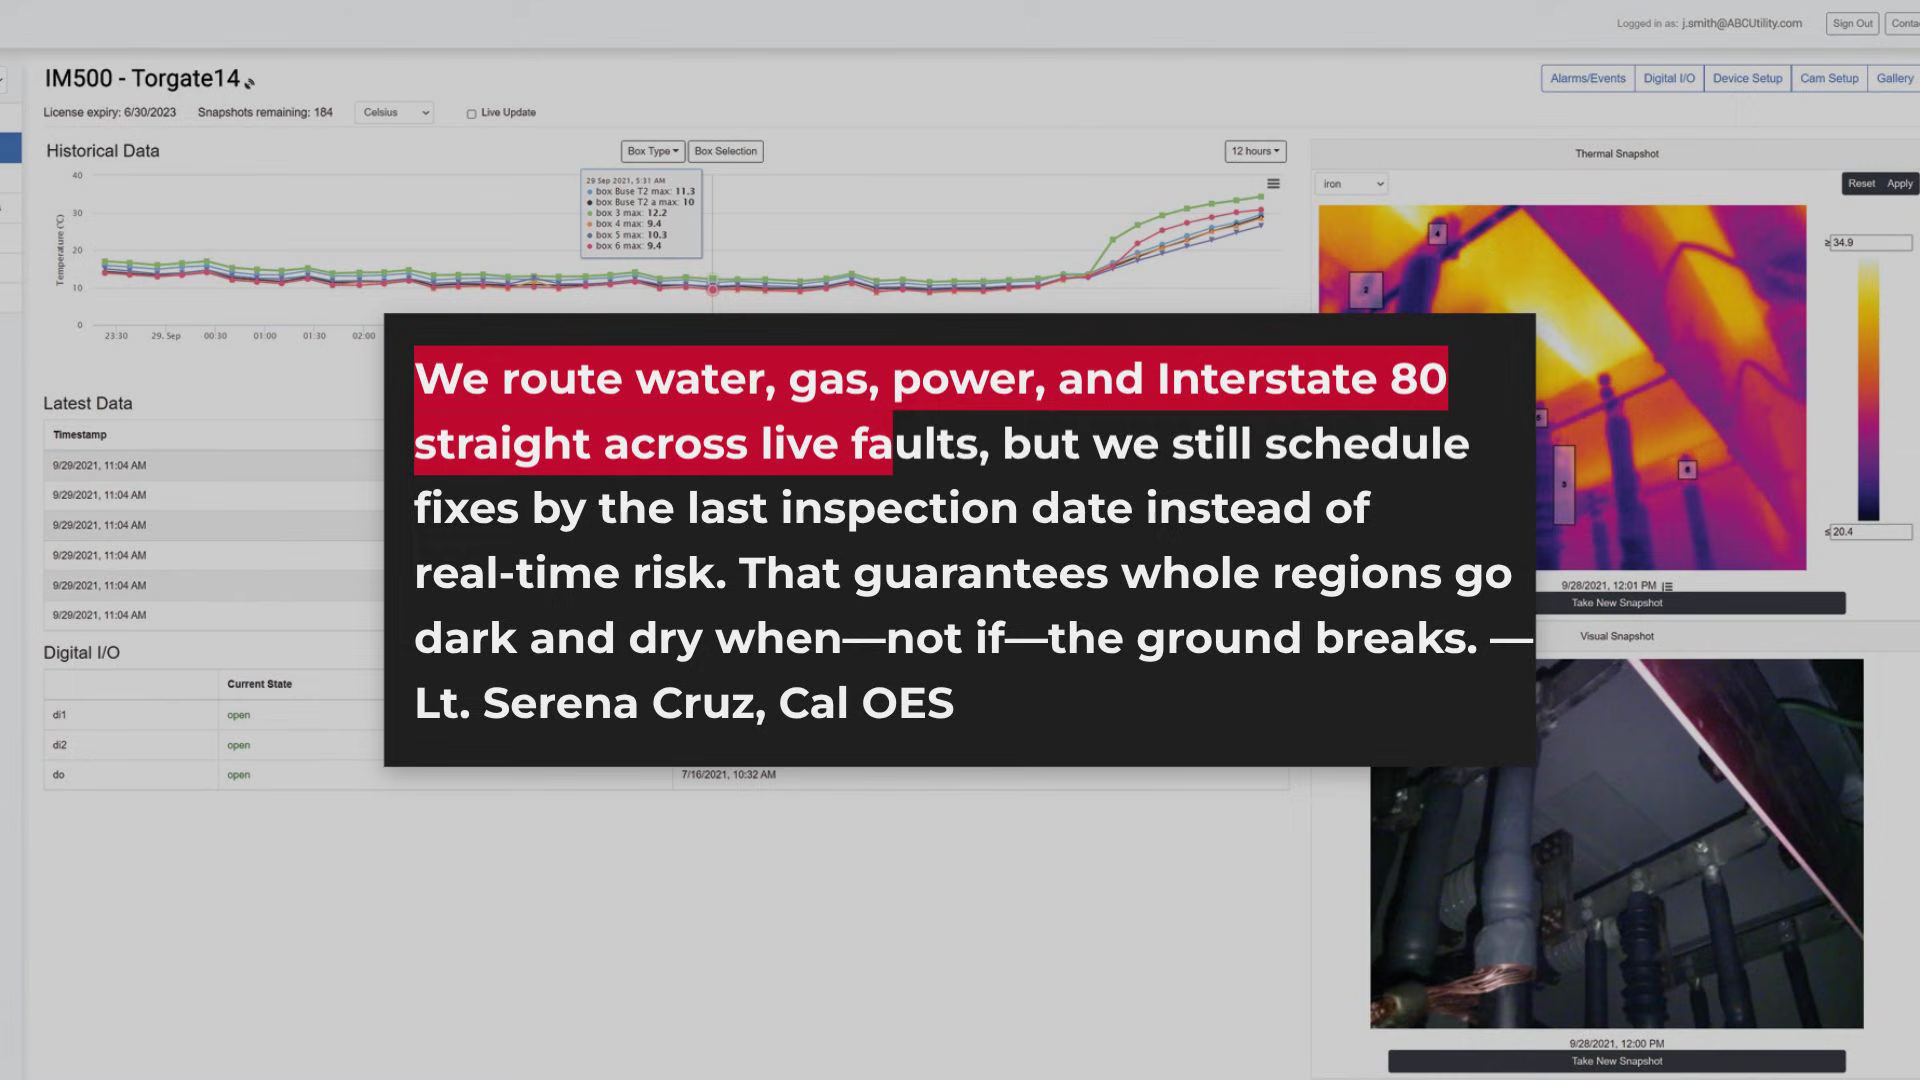 Logged in as: j.smith@ABCUtility.com
Sign Out
IM500 - Torgate14
Alarms/Events
Digital I/O
Device Setup
Cam Setup
Gallery
License expiry: 6/30/2023
Snapshots remaining: 184
Celsius
Live Update
Historical Data
Box Type
Box Selection
12 hours
Thermal Snapshot
iron
Reset
Apply
29 Sep 2021, 5:31 AM
box Buse T2 max: 11.3
box Buse T2 a max: 10
box 3 max: 12.2
box 4 max: 9.4
box 5 max: 10.3
box 6 max: 9.4
Temperature (°C)
40
30
20
10
0
23:30
29. Sep
00:30
01:00
01:30
02:00
4
2
5
3
6
≥ 34.9
≤ 20.4
We route water, gas, power, and Interstate 80
straight across live faults, but we still schedule
fixes by the last inspection date instead of
real-time risk. That guarantees whole regions go
dark and dry when—not if—the ground breaks. —
Lt. Serena Cruz, Cal OES
Latest Data
Timestamp
9/29/2021, 11:04 AM
9/29/2021, 11:04 AM
9/29/2021, 11:04 AM
9/29/2021, 11:04 AM
9/29/2021, 11:04 AM
9/29/2021, 11:04 AM
Digital I/O
Current State
di1
open
di2
open
do
open
7/16/2021, 10:32 AM
9/28/2021, 12:01 PM
Take New Snapshot
Visual Snapshot
9/28/2021, 12:00 PM
Take New Snapshot